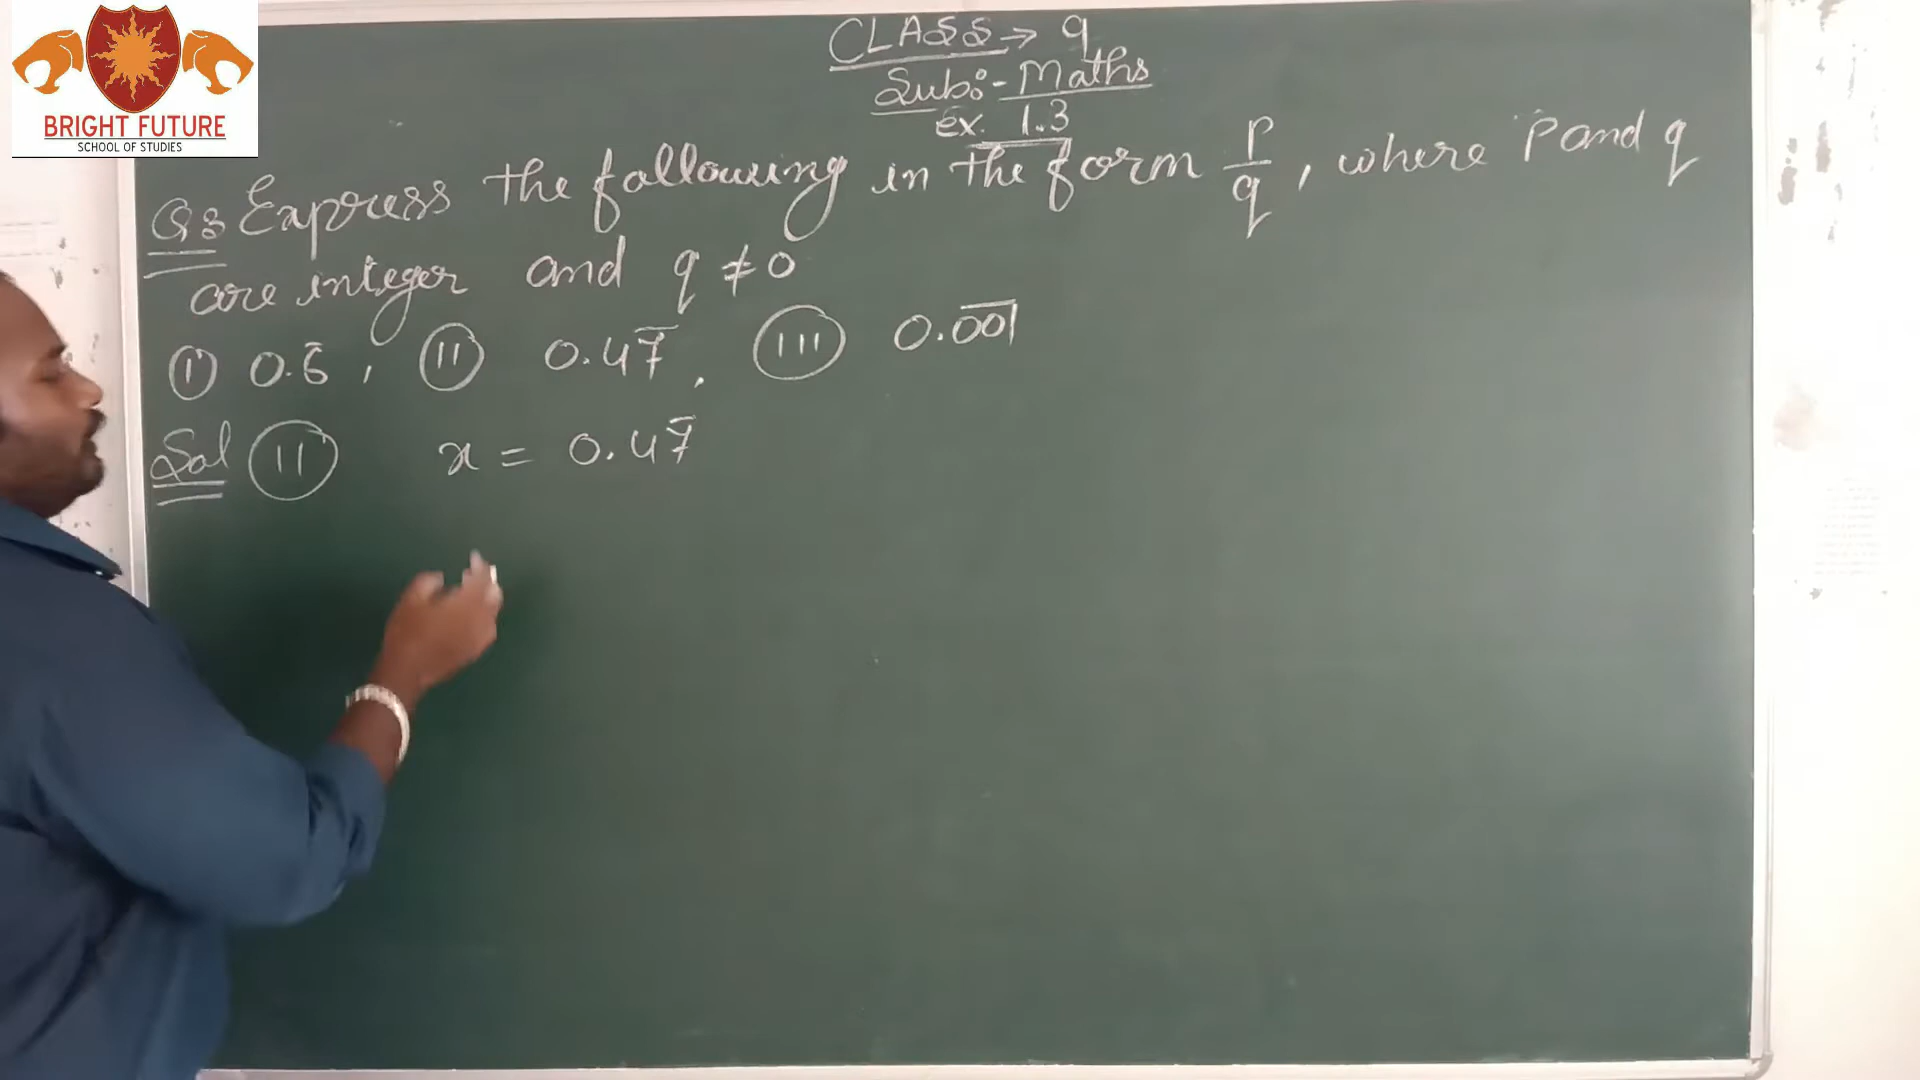 BRIGHT FUTURE
SCHOOL OF STUDIES
CLASS → 9
Sub:- Maths
ex. 1.3
Q3 Express the following in the form p/q, where P and q
are integer and q ≠ 0
(i) 0.6̅, (ii) 0.47̅, (iii) 0.0̅0̅1̅
Sol (ii) x = 0.47̅